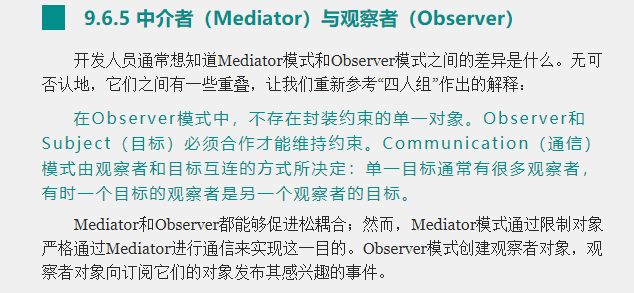 9.6.5 中介者（Mediator）与观察者（Observer）
开发人员通常想知道Mediator模式和Observer模式之间的差异是什么。无可
否认地，它们之间有一些重叠，让我们重新参考“四人组”作出的解释：
在Observer模式中，不存在封装约束的单一对象。Observer和
Subject（目标）必须合作才能维持约束。Communication（通信）
模式由观察者和目标互连的方式所决定：单一目标通常有很多观察者，
有时一个目标的观察者是另一个观察者的目标。
Mediator和Observer都能够促进松耦合；然而，Mediator模式通过限制对象
严格通过Mediator进行通信来实现这一目的。Observer模式创建观察者对象，观
察者对象向订阅它们的对象发布其感兴趣的事件。